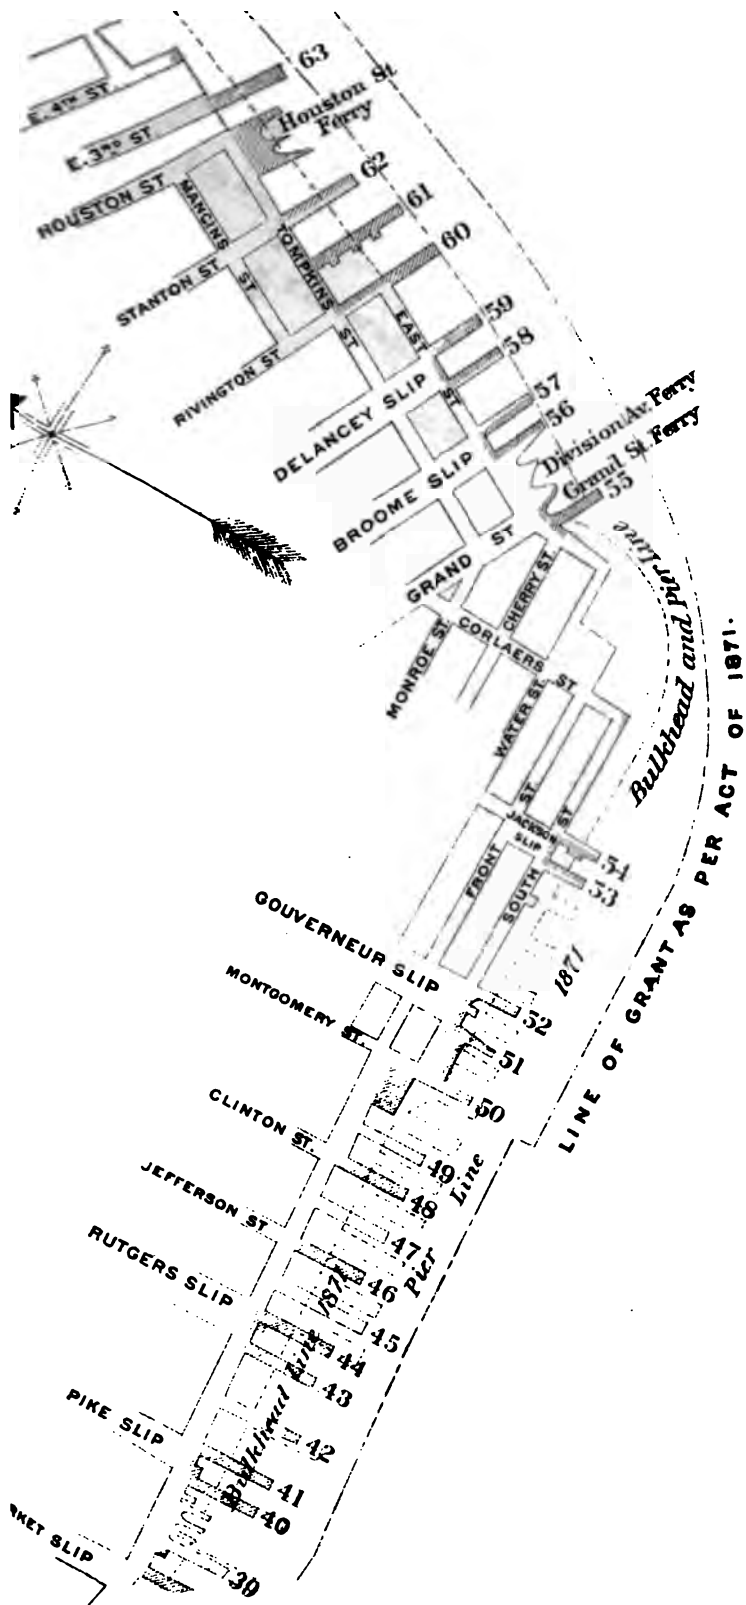 63
Houston St
Ferry
E. 4TH ST.
E. 3RD ST.
HOUSTON ST
MANCINS
ST
62
61
60
TOMPKINS
ST
STANTON ST
EAST
ST
59
58
RIVINGTON ST
57
56
DELANCEY SLIP
Division Av. Ferry
Grand St. Ferry
55
BROOME SLIP
GRAND ST
Bulkhead and Pier Line
CHERRY ST.
CORLAERS ST
MONROE ST.
WATER ST.
LINE OF GRANT AS PER ACT OF 1871.
JACKSON
SLIP
ST
ST
54
53
FRONT
SOUTH
GOUVERNEUR SLIP
1871
MONTGOMERY ST.
52
51
50
CLINTON ST.
49
48
Line
JEFFERSON ST
47
Pier
RUTGERS SLIP
46
45
44
43
Bulkhead Line 1871
PIKE SLIP
42
41
40
RKET SLIP
39